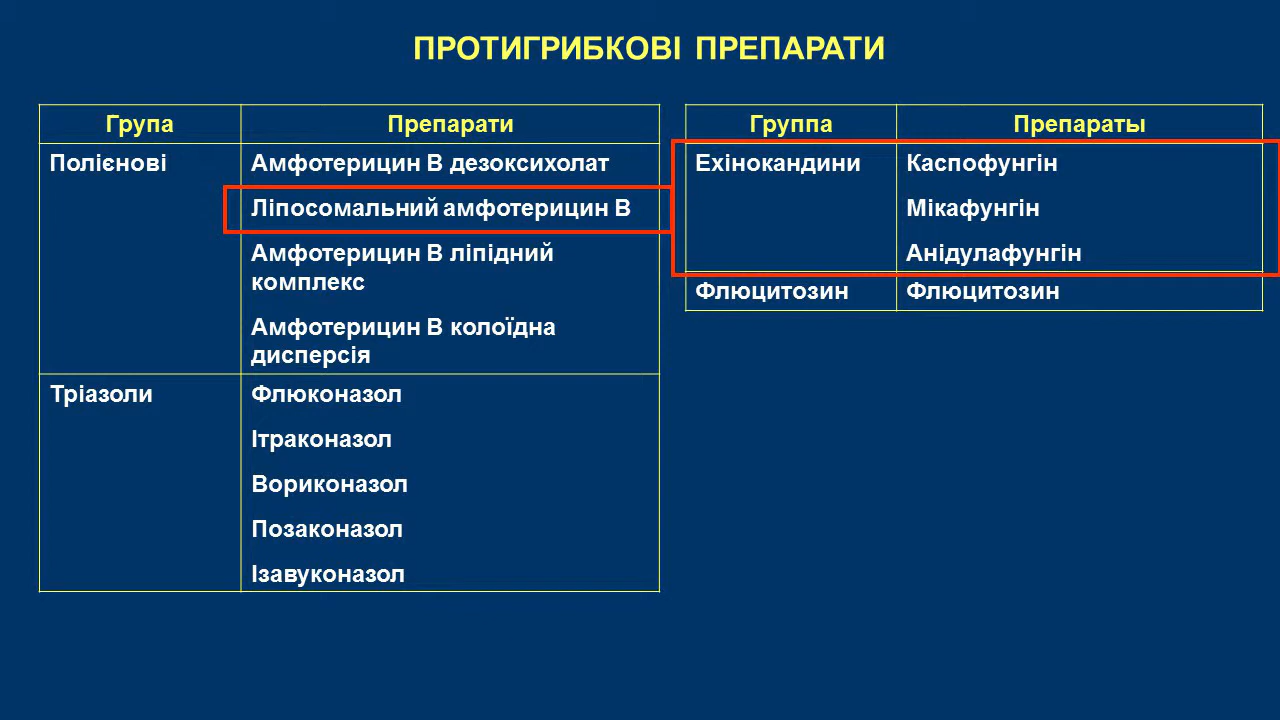 ПРОТИГРИБКОВІ ПРЕПАРАТИ
Група Препарати
Полієнові Амфотерицин В дезоксихолат
Ліпосомальний амфотерицин В
Амфотерицин В ліпідний
комплекс
Амфотерицин В колоїдна
дисперсія
Тріазоли Флюконазол
Ітраконазол
Вориконазол
Позаконазол
Ізавуконазол
Группа Препараты
Ехінокандини Каспофунгін
Мікафунгін
Анідулафунгін
Флюцитозин Флюцитозин